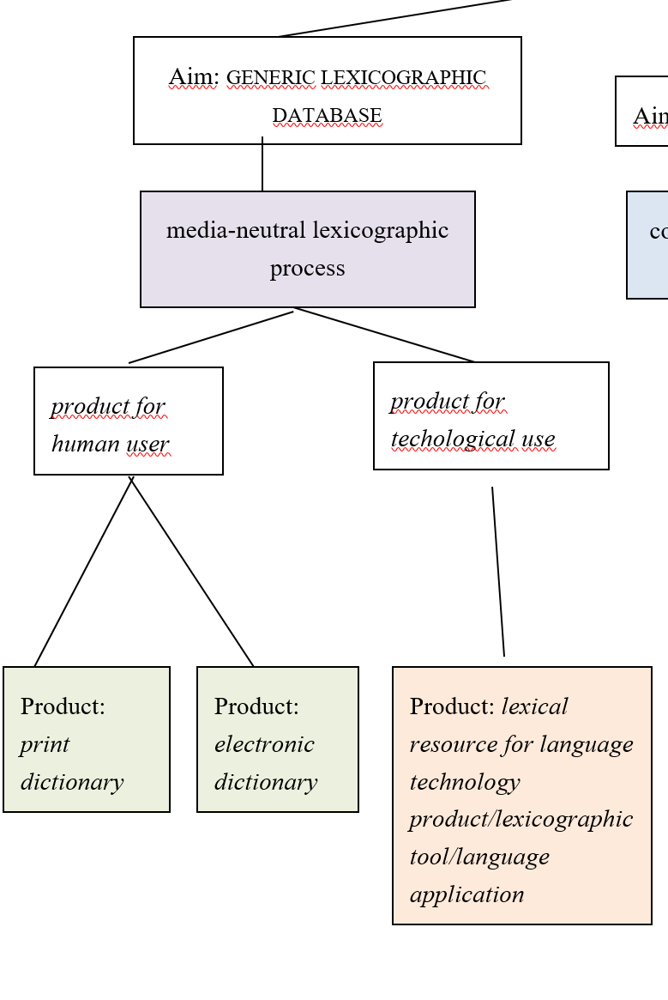 Aim: GENERIC LEXICOGRAPHIC
DATABASE
media-neutral lexicographic
process
product for
human user
product for
techological use
Product:
print
dictionary
Product:
electronic
dictionary
Product: lexical
resource for language
technology
product/lexicographic
tool/language
application